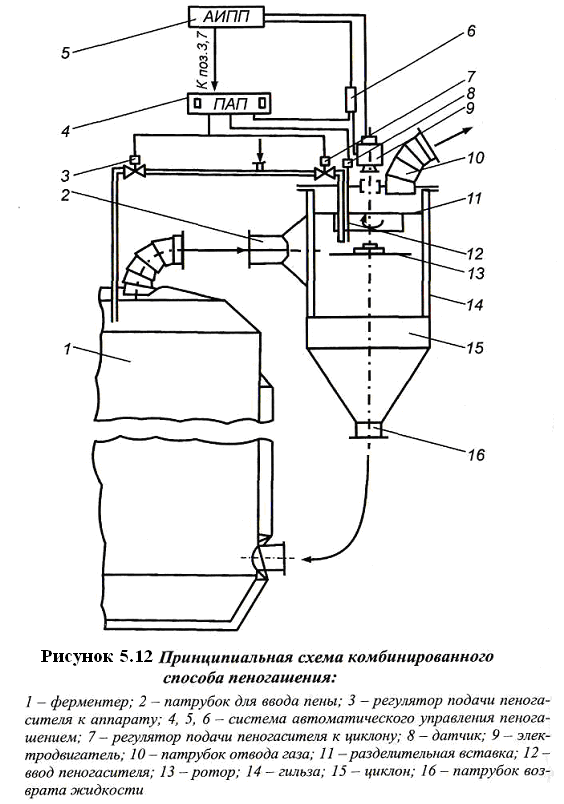 АИПП
К поз.3,7
ПАП
5
4
3
2
1
6
7
8
9
10
11
12
13
14
15
16
Рисунок 5.12 Принципиальная схема комбинированного
способа пеногашения:
1 – ферментер; 2 – патрубок для ввода пены; 3 – регулятор подачи пенога-
сителя к аппарату; 4, 5, 6 – система автоматического управления пенога-
шением; 7 – регулятор подачи пеногасителя к циклону; 8 – датчик; 9 – элек-
тродвигатель; 10 – патрубок отвода газа; 11 – разделительная вставка; 12 –
ввод пеногасителя; 13 – ротор; 14 – гильза; 15 – циклон; 16 – патрубок воз-
врата жидкости